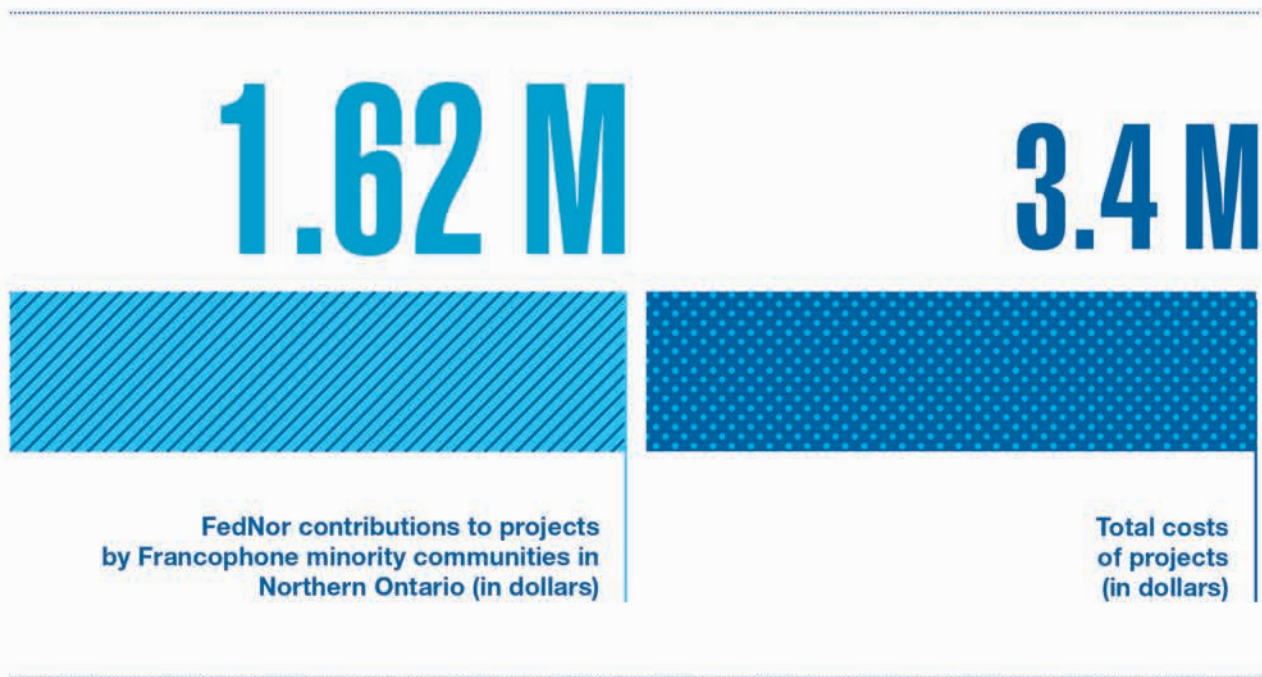 1.62 M
3.4 M
FedNor contributions to projects
by Francophone minority communities in
Northern Ontario (in dollars)
Total costs
of projects
(in dollars)